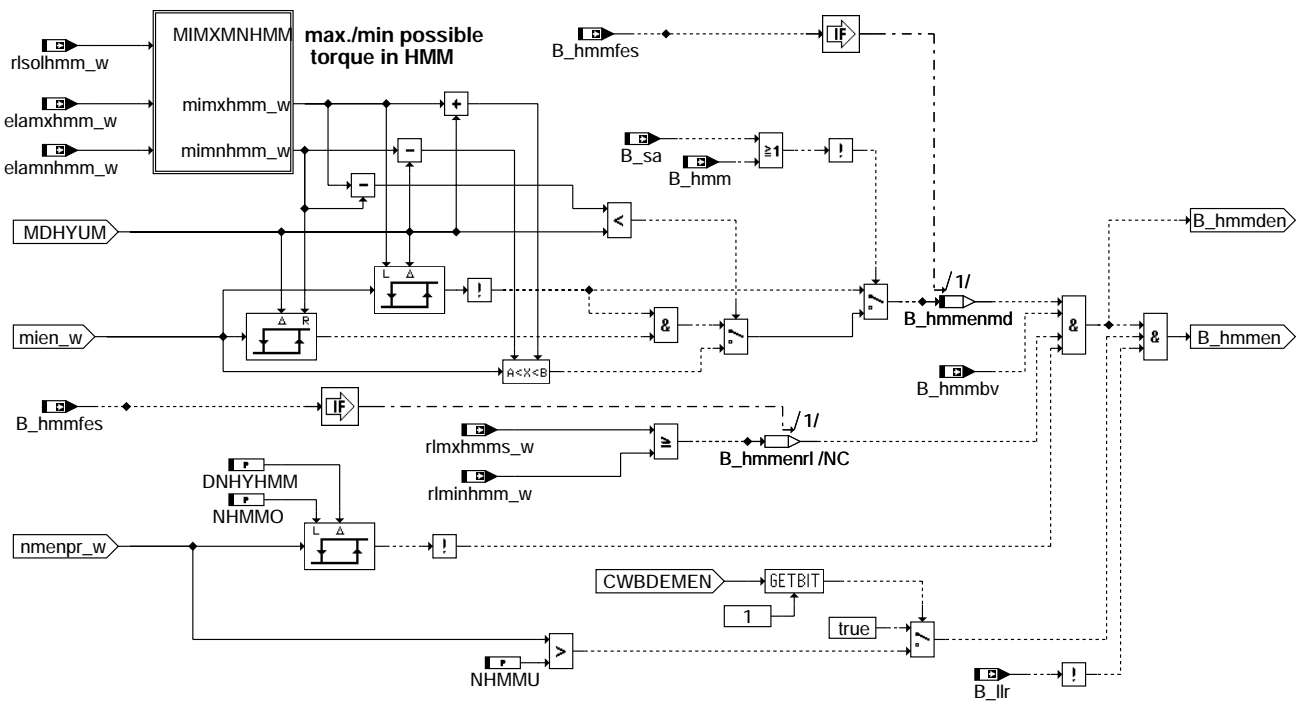 MIMXMNHMM
max./min possible
torque in HMM
rlsolhmm_w
elamxhmm_w
elamnhmm_w
mimxhmm_w
mimnhmm_w
+
-
-
B_hmmfes
IF
B_sa
B_hmm
≥1
!
MDHYUM
<
L Δ
!
Δ R
mien_w
&
A<X<B
/1/
B_hmmenmd
B_hmmbv
&
&
B_hmmden
B_hmmen
B_hmmfes
IF
/1/
rlmxhmms_w
rlminhmm_w
≥
B_hmmenrl /NC
P
DNHYHMM
P
NHMMO
L Δ
!
nmenpr_w
CWBDEMEN
GETBIT
1
true
P
NHMMU
>
B_llr
!